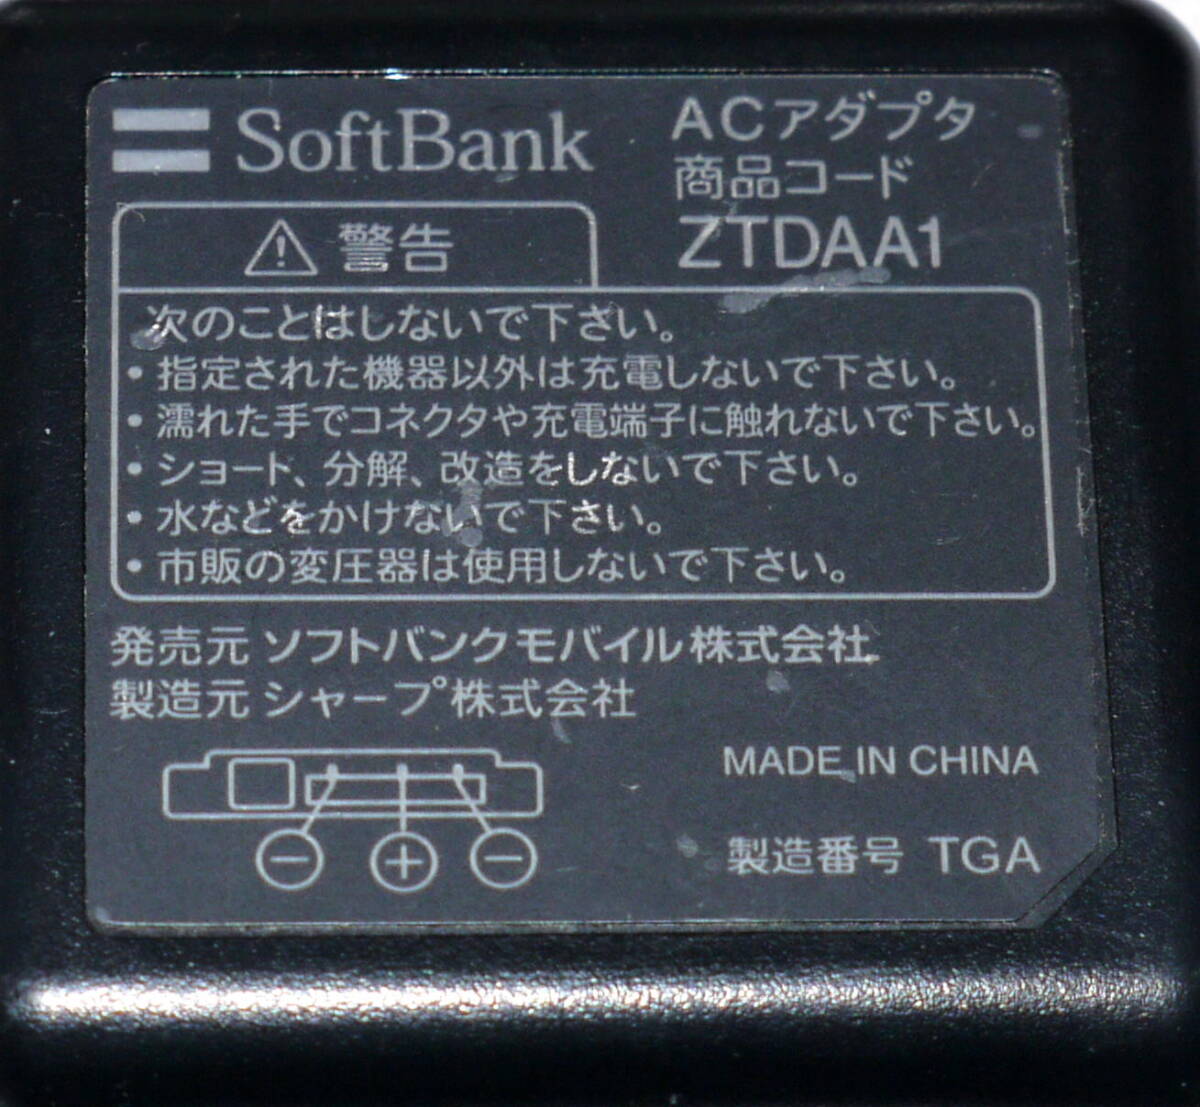 SoftBank
ACアダプタ
商品コード
ZTDAA1
警告
次のことはしないで下さい。
・指定された機器以外は充電しないで下さい。
・濡れた手でコネクタや充電端子に触れないで下さい。
・ショート、分解、改造をしないで下さい。
・水などをかけないで下さい。
・市販の変圧器は使用しないで下さい。
発売元 ソフトバンクモバイル株式会社
製造元 シャープ株式会社
MADE IN CHINA
製造番号 TGA